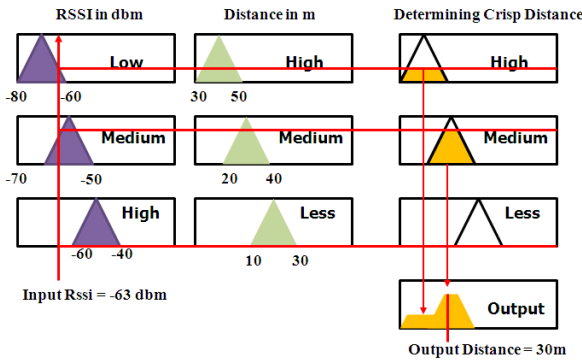 RSSI in dbm Distance in m Determining Crisp Distance
Low High High
-80 -60 30 50
Medium Medium Medium
-70 -50 20 40
High Less Less
-60 -40 10 30
Input Rssi = -63 dbm
Output
Output Distance = 30m